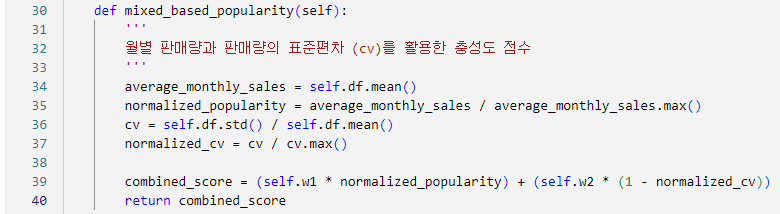 30 def mixed_based_popularity(self):
31 '''
32 월별 판매량과 판매량의 표준편차 (cv)를 활용한 충성도 점수
33 '''
34 average_monthly_sales = self.df.mean()
35 normalized_popularity = average_monthly_sales / average_monthly_sales.max()
36 cv = self.df.std() / self.df.mean()
37 normalized_cv = cv / cv.max()
38
39 combined_score = (self.w1 * normalized_popularity) + (self.w2 * (1 - normalized_cv))
40 return combined_score